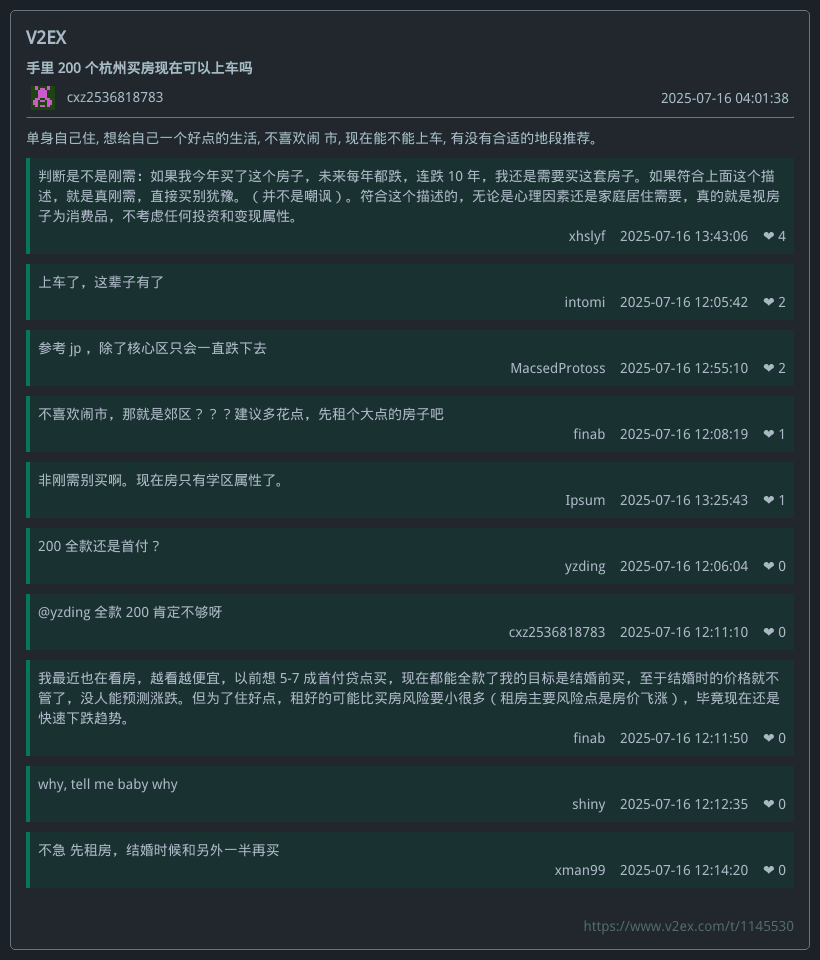 V2EX
手里 200 个杭州买房现在可以上车吗
cxz2536818783
2025-07-16 04:01:38
单身自己住, 想给自己一个好点的生活, 不喜欢闹 市, 现在能不能上车, 有没有合适的地段推荐。
判断是不是刚需：如果我今年买了这个房子，未来每年都跌，连跌 10 年，我还是需要买这套房子。如果符合上面这个描
述，就是真刚需，直接买别犹豫。（ 并不是嘲讽 ）。符合这个描述的，无论是心理因素还是家庭居住需要，真的就是视房
子为消费品，不考虑任何投资和变现属性。
xhslyf 2025-07-16 13:43:06 ❤ 4
上车了，这辈子有了
intomi 2025-07-16 12:05:42 ❤ 2
参考 jp ，除了核心区只会一直跌下去
MacsedProtoss 2025-07-16 12:55:10 ❤ 2
不喜欢闹市，那就是郊区？？？建议多花点，先租个大点的房子吧
finab 2025-07-16 12:08:19 ❤ 1
非刚需别买啊。现在房只有学区属性了。
Ipsum 2025-07-16 13:25:43 ❤ 1
200 全款还是首付？
yzding 2025-07-16 12:06:04 ❤ 0
@yzding 全款 200 肯定不够呀
cxz2536818783 2025-07-16 12:11:10 ❤ 0
我最近也在看房，越看越便宜，以前想 5-7 成首付贷点买，现在都能全款了我的目标是结婚前买，至于结婚时的价格就不
管了，没人能预测涨跌。但为了住好点，租好的可能比买房风险要小很多（ 租房主要风险点是房价飞涨 ），毕竟现在还是
快速下跌趋势。
finab 2025-07-16 12:11:50 ❤ 0
why, tell me baby why
shiny 2025-07-16 12:12:35 ❤ 0
不急 先租房，结婚时候和另外一半再买
xman99 2025-07-16 12:14:20 ❤ 0
https://www.v2ex.com/t/1145530